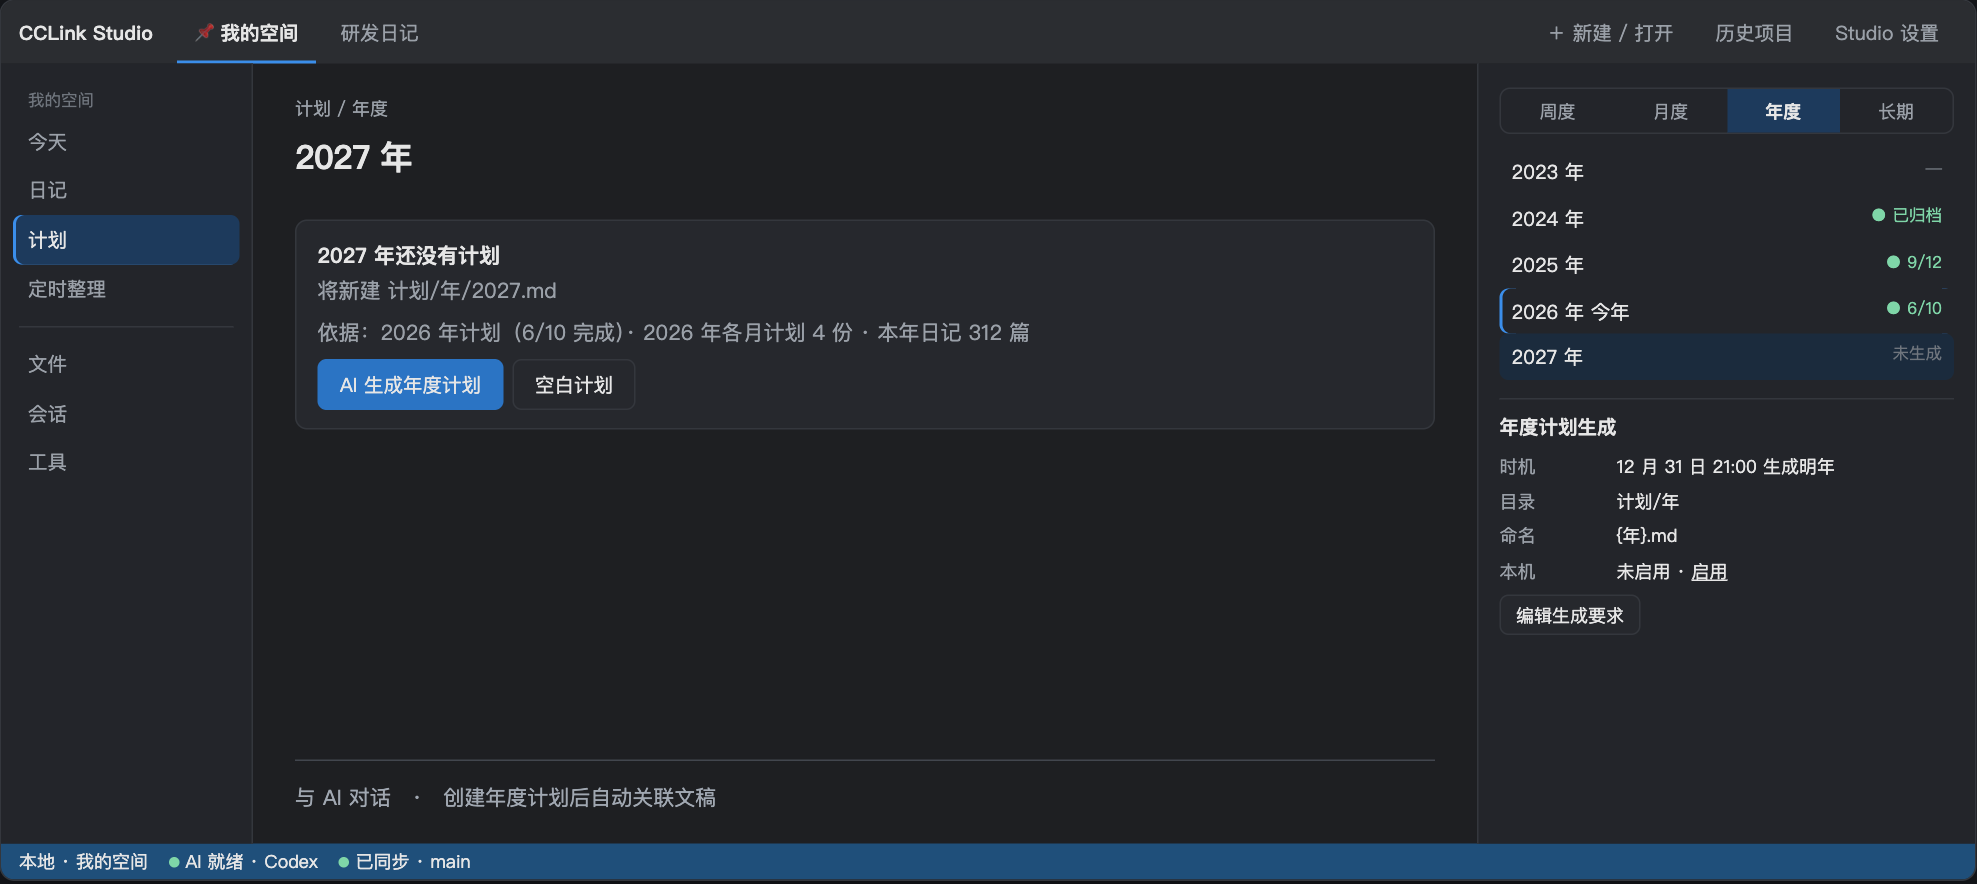 CCLink Studio
我的空间
研发日记
+ 新建 / 打开
历史项目
Studio 设置
我的空间
今天
日记
计划
定时整理
文件
会话
工具
计划 / 年度
2027 年
2027 年还没有计划
将新建 计划/年/2027.md
依据：2026 年计划（6/10 完成）· 2026 年各月计划 4 份 · 本年日记 312 篇
AI 生成年度计划
空白计划
与 AI 对话 · 创建年度计划后自动关联文稿
周度
月度
年度
长期
2023 年 —
2024 年 已归档
2025 年 9/12
2026 年 今年 6/10
2027 年 未生成
年度计划生成
时机 12 月 31 日 21:00 生成明年
目录 计划/年
命名 {年}.md
本机 未启用 · 启用
编辑生成要求
本地 · 我的空间 AI 就绪 · Codex 已同步 · main